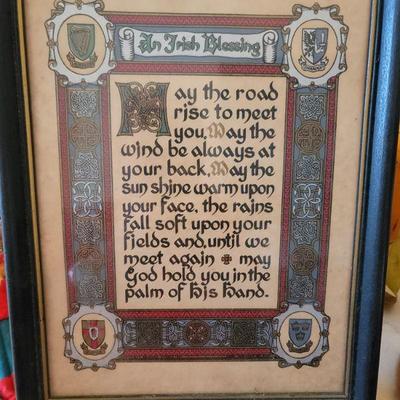 An Irish Blessing
May the road
rise to meet
you. May the
wind be always at
your back. May the
sun shine warm upon
your face, the rains
fall soft upon your
fields and, until we
meet again may
God hold you in the
palm of his hand.